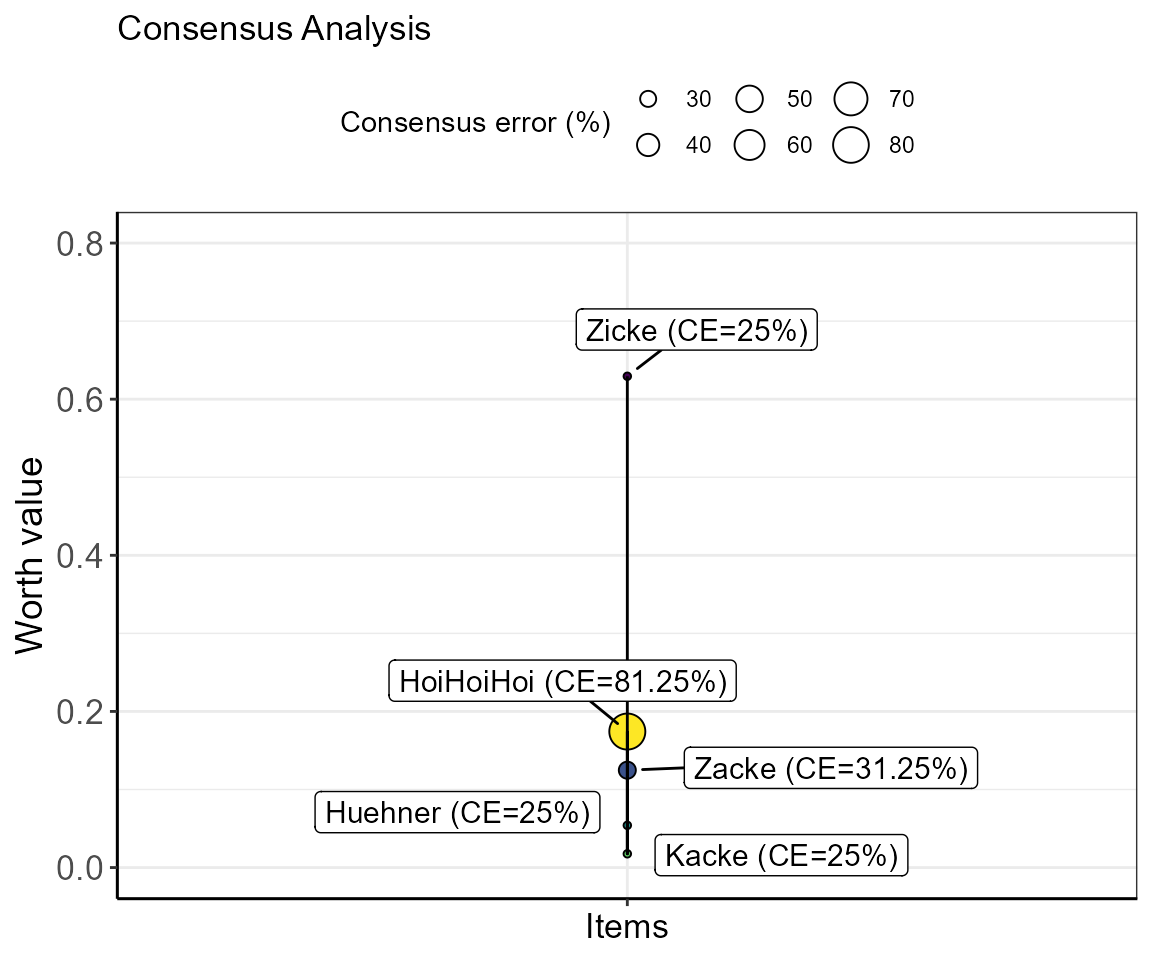 Consensus Analysis
Consensus error (%)
30 50 70
40 60 80
Worth value
0.8
0.6
0.4
0.2
0.0
Zicke (CE=25%)
HoiHoiHoi (CE=81.25%)
Zacke (CE=31.25%)
Huehner (CE=25%)
Kacke (CE=25%)
Items